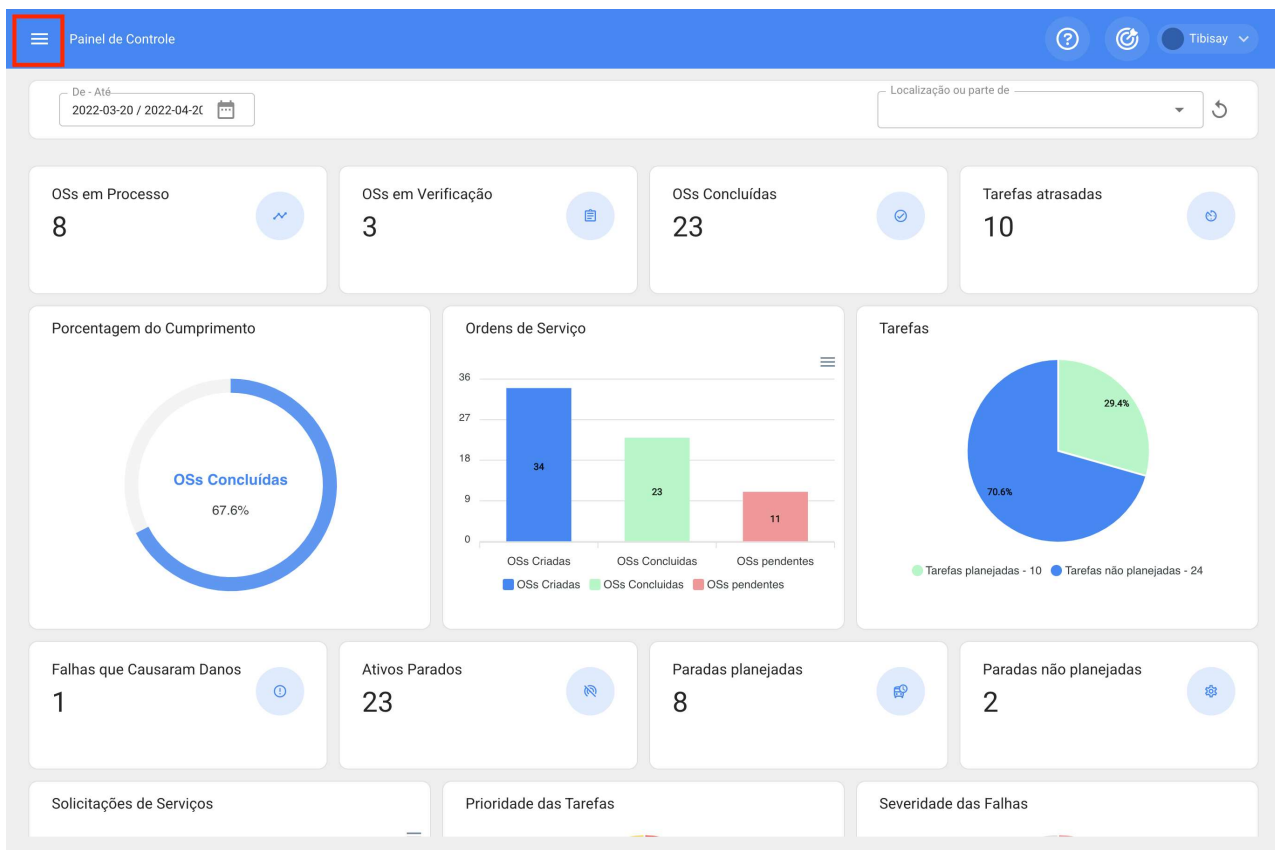 Painel de Controle
Tibisay
De - Até
2022-03-20 / 2022-04-20
Localização ou parte de
OSs em Processo
8
OSs em Verificação
3
OSs Concluídas
23
Tarefas atrasadas
10
Porcentagem do Cumprimento
OSs Concluídas
67.6%
Ordens de Serviço
36
27
18
9
0
34
23
11
OSs Criadas
OSs Concluidas
OSs pendentes
OSs Criadas OSs Concluidas OSs pendentes
Tarefas
29.4%
70.6%
Tarefas planejadas - 10 Tarefas não planejadas - 24
Falhas que Causaram Danos
1
Ativos Parados
23
Paradas planejadas
8
Paradas não planejadas
2
Solicitações de Serviços
Prioridade das Tarefas
Severidade das Falhas